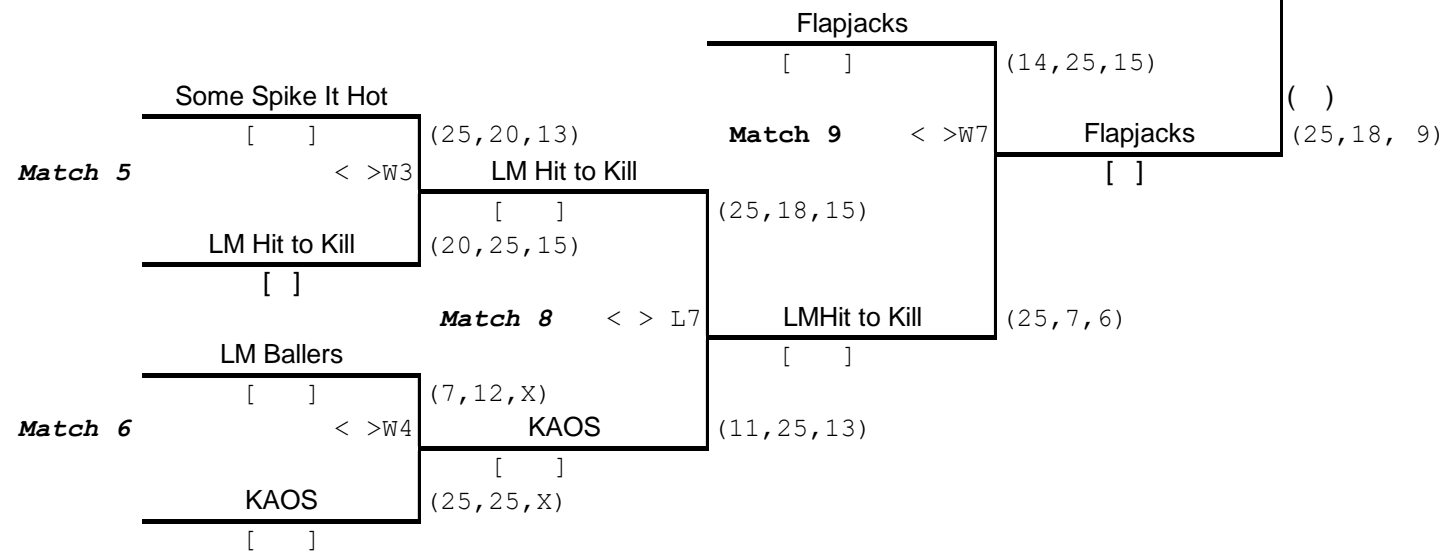 Flapjacks
[ ] (14,25,15)
Some Spike It Hot ( )
[ ] (25,20,13) Match 9 < >W7 Flapjacks (25,18, 9)
Match 5 < >W3 LM Hit to Kill [ ]
[ ] (25,18,15)
LM Hit to Kill (20,25,15)
[ ]
Match 8 < > L7 LMHit to Kill (25,7,6)
LM Ballers [ ]
[ ] (7,12,X)
Match 6 < >W4 KAOS (11,25,13)
[ ]
KAOS (25,25,X)
[ ]